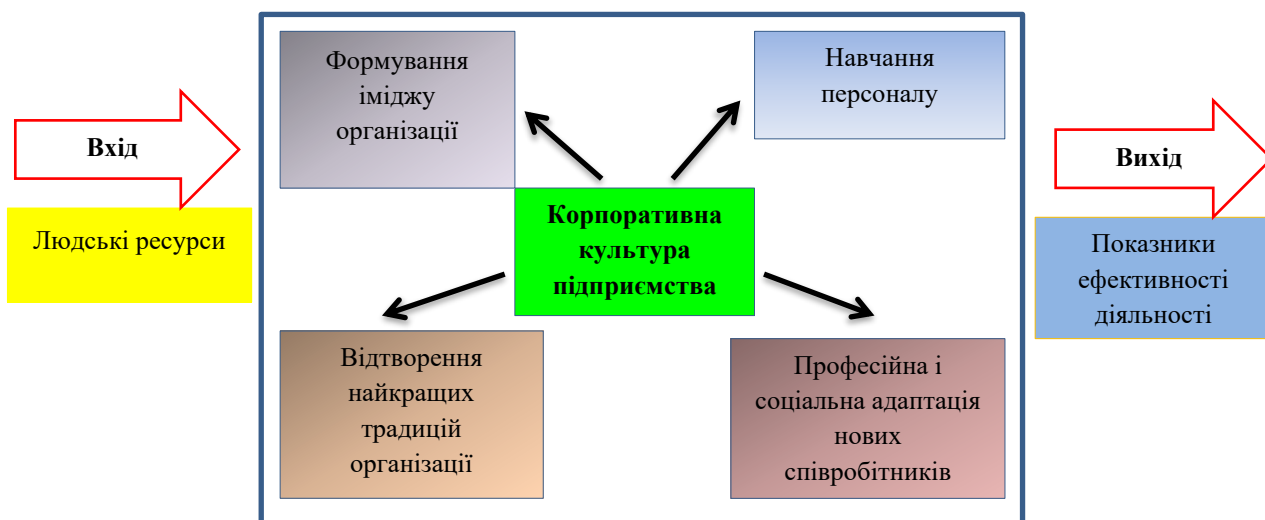 Вхід
Людські ресурси
Формування
іміджу
організації
Навчання
персоналу
Корпоративна
культура
підприємства
Відтворення
найкращих
традицій
організації
Професійна і
соціальна адаптація
нових
співробітників
Вихід
Показники
ефективності
діяльності